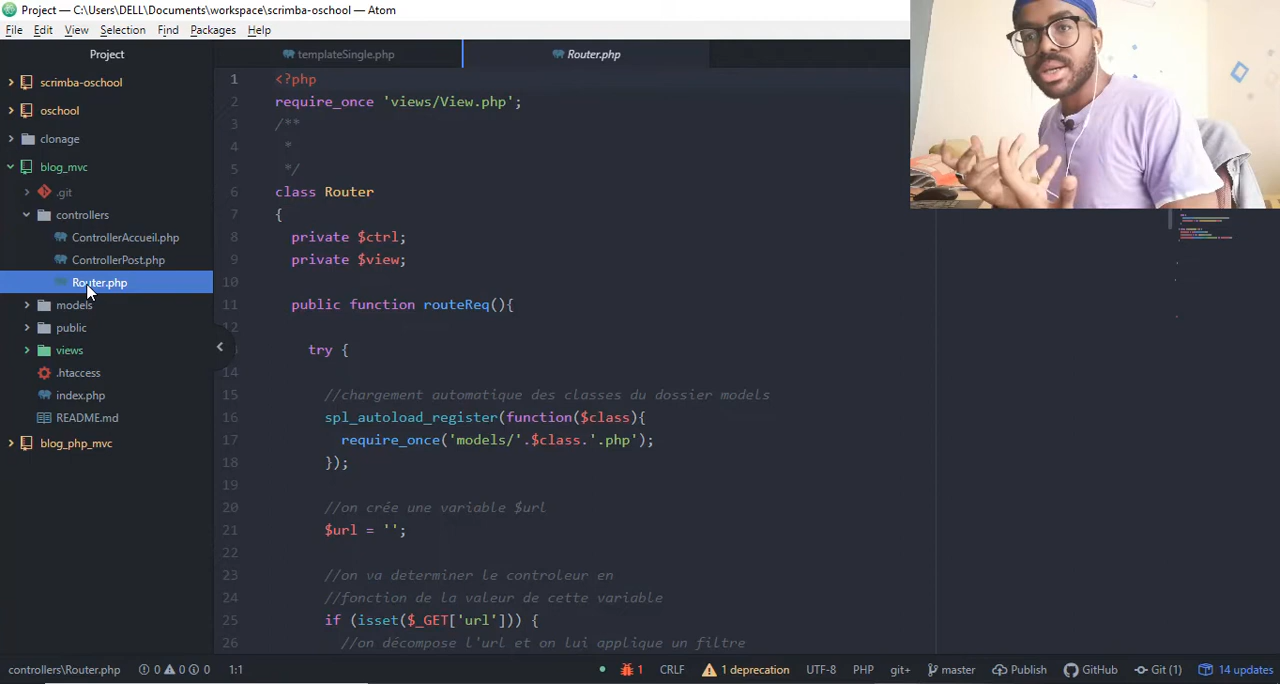 Project — C:\Users\DELL\Documents\workspace\scrimba-oschool — Atom
File Edit View Selection Find Packages Help
Project
scrimba-oschool
oschool
clonage
blog_mvc
.git
controllers
ControllerAccueil.php
ControllerPost.php
Router.php
models
public
views
.htaccess
index.php
README.md
blog_php_mvc
templateSingle.php Router.php
1 <?php
2 require_once 'views/View.php';
3 /**
4 *
5 */
6 class Router
7 {
8 private $ctrl;
9 private $view;
10
11 public function routeReq(){
12
try {
14
15 //chargement automatique des classes du dossier models
16 spl_autoload_register(function($class){
17 require_once('models/'.$class.'.php');
18 });
19
20 //on crée une variable $url
21 $url = '';
22
23 //on va determiner le controleur en
24 //fonction de la valeur de cette variable
25 if (isset($_GET['url'])) {
26 //on décompose l'url et on lui applique un filtre
controllers\Router.php 0 0 0 1:1 1 CRLF 1 deprecation UTF-8 PHP git+ master Publish GitHub Git (1) 14 updates